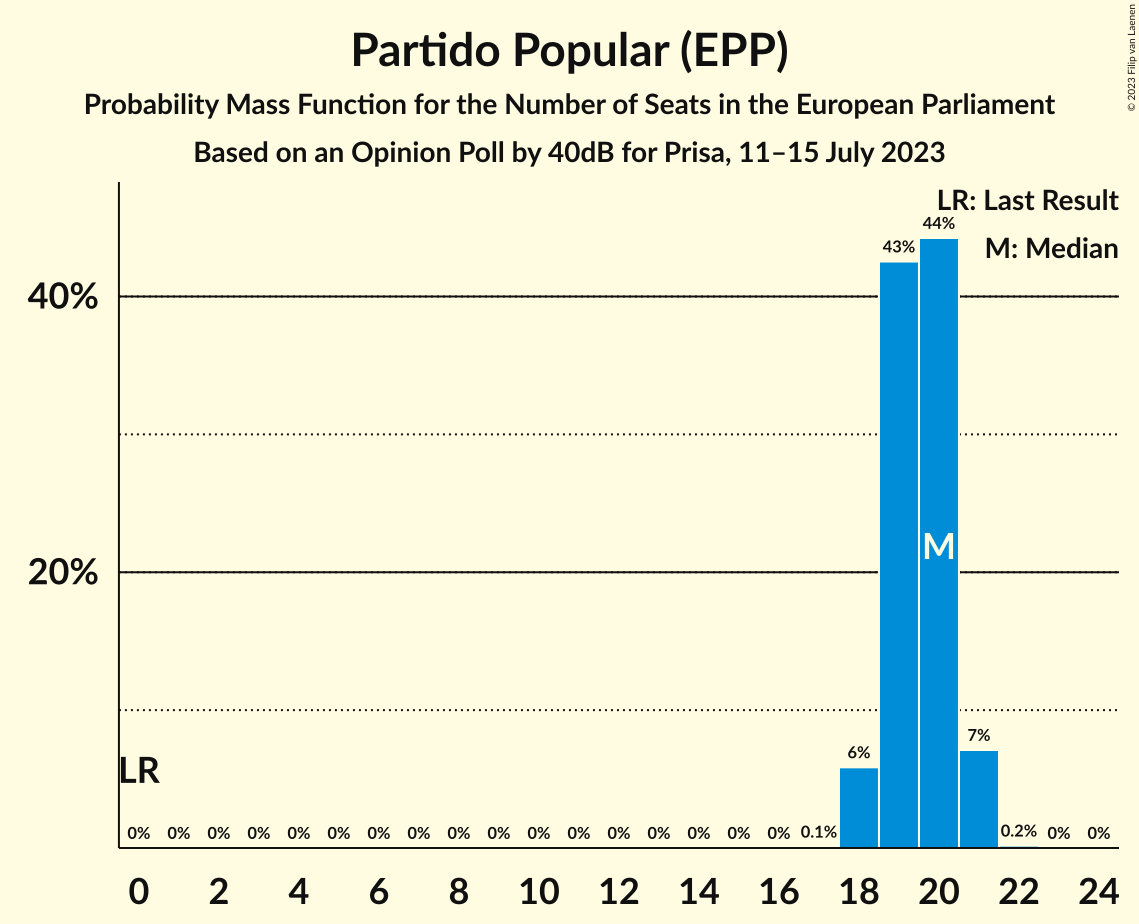 Partido Popular (EPP)
Probability Mass Function for the Number of Seats in the European Parliament
Based on an Opinion Poll by 40dB for Prisa, 11–15 July 2023
© 2023 Filip van Laenen
LR: Last Result
M: Median
40%
20%
44%
43%
M
7%
6%
LR
0% 0% 0% 0% 0% 0% 0% 0% 0% 0% 0% 0% 0% 0% 0% 0% 0% 0.1% 0.2% 0% 0%
0 2 4 6 8 10 12 14 16 18 20 22 24